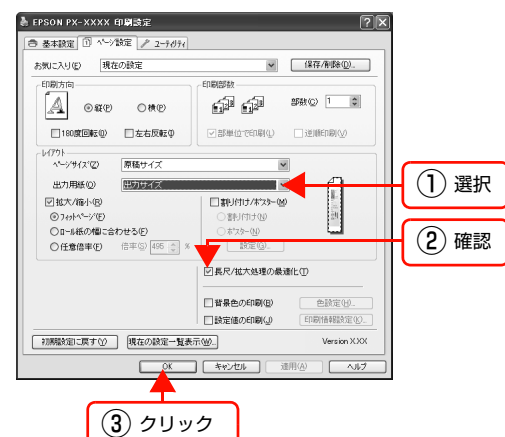 EPSON PX-XXXX 印刷設定
基本設定 ページ設定 ユーティリティ
お気に入り(E) 現在の設定 保存/削除(D)...
印刷方向 印刷部数
縦(P) 横(P) 部数(C) 1
180度回転(0) 左右反転(I) 部単位で印刷(L) 逆順印刷(V)
レイアウト
ページサイズ(Z) 原稿サイズ
出力用紙(O) 出力サイズ ① 選択
拡大/縮小(R) 割り付け/ポスター(M)
フィットページ(F) 割り付け(N)
ロール紙の幅に合わせる(F) ポスター(N)
任意倍率(F) 倍率(S) 495 % 設定(G)...
② 確認
長尺/拡大処理の最適化(T)
背景色の印刷(B) 色設定(H)...
設定値の印刷(J) 印刷情報設定(K)...
初期設定に戻す(Y) 現在の設定一覧表示(W)... Version X.XX
OK キャンセル 適用(A) ヘルプ
③ クリック